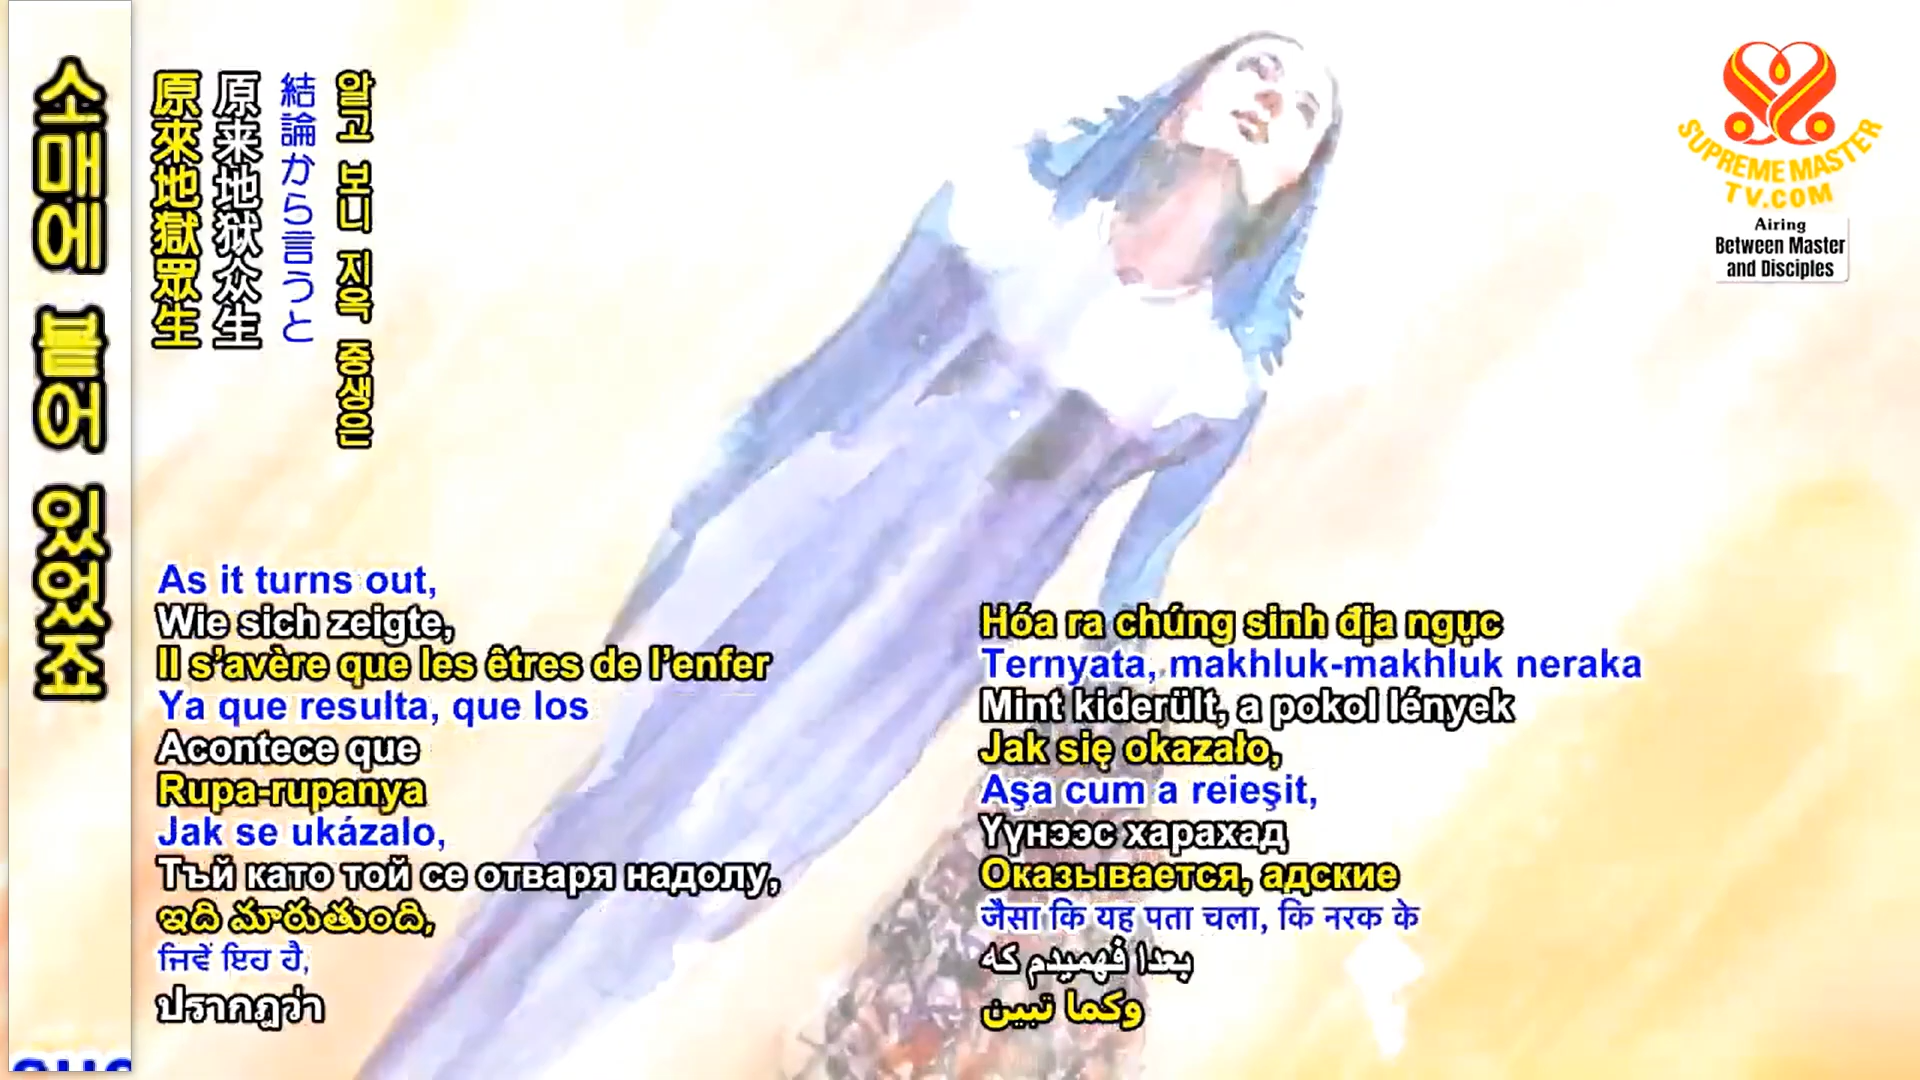 소매에 붙어 있었죠
原來地獄眾生
原来地狱众生
結論から言うと
알고 보니 지옥 중생은
As it turns out,
Wie sich zeigte,
Il s’avère que les êtres de l’enfer
Ya que resulta, que los
Acontece que
Rupa-rupanya
Jak se ukázalo,
Тъй като той се отваря надолу,
ఇది మారుతుంది,
ਜਿਵੇਂ ਇਹ ਹੈ,
ปรากฏว่า
Hóa ra chúng sinh địa ngục
Ternyata, makhluk-makhluk neraka
Mint kiderült, a pokol lények
Jak się okazało,
Aşa cum a reieşit,
Үүнээс харахад
Оказывается, адские
जैसा कि यह पता चला, कि नरक के
بعدا فهمیدم که
وكما تبين
SUPREME MASTER
TV.COM
Airing
Between Master
and Disciples